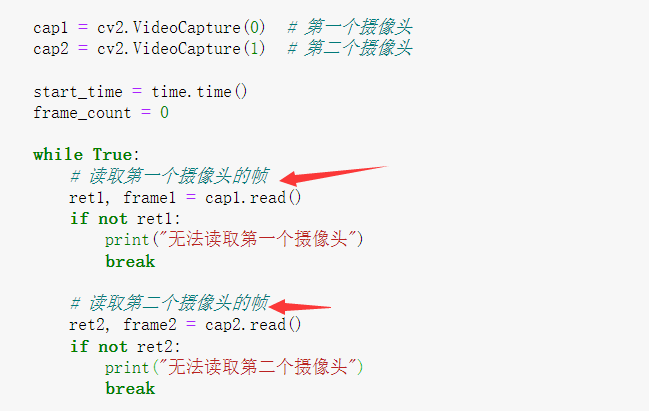 cap1 = cv2.VideoCapture(0)  # 第一个摄像头
cap2 = cv2.VideoCapture(1)  # 第二个摄像头
start_time = time.time()
frame_count = 0
while True:
    # 读取第一个摄像头的帧
    ret1, frame1 = cap1.read()
    if not ret1:
        print("无法读取第一个摄像头")
        break
    # 读取第二个摄像头的帧
    ret2, frame2 = cap2.read()
    if not ret2:
        print("无法读取第二个摄像头")
        break